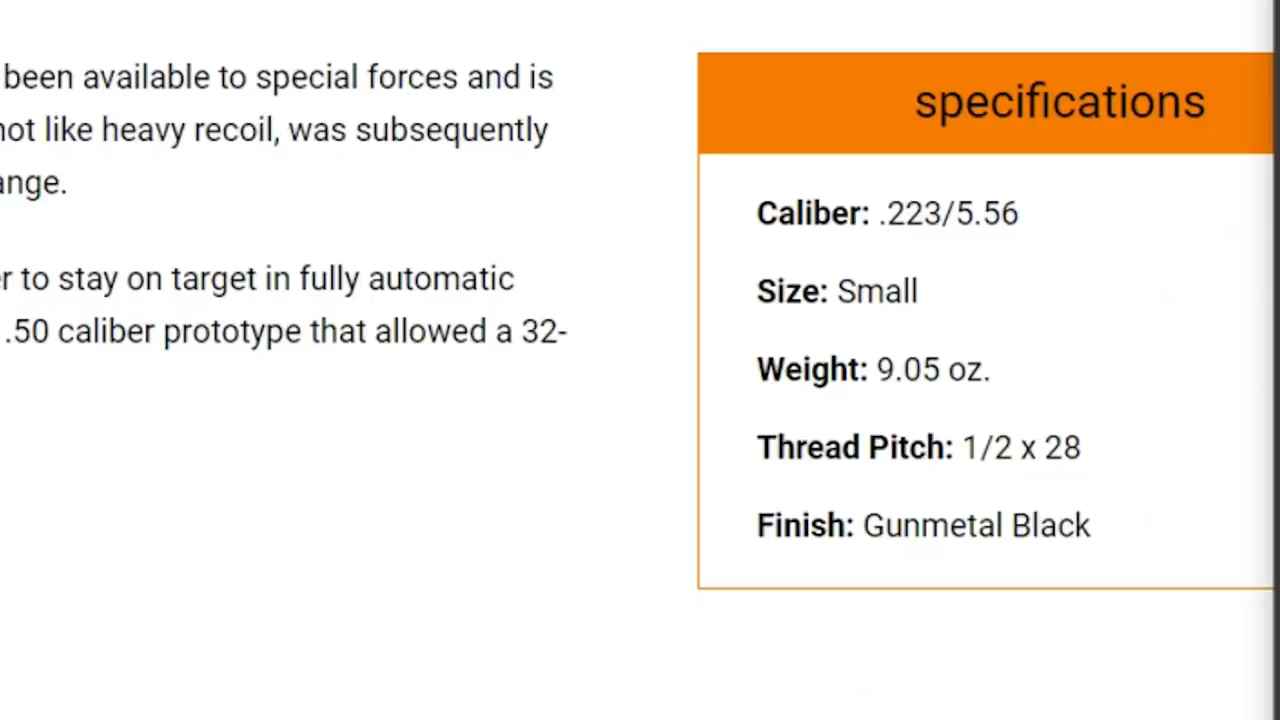 been available to special forces and is
not like heavy recoil, was subsequently
ange.
er to stay on target in fully automatic
.50 caliber prototype that allowed a 32-
specifications
Caliber: .223/5.56
Size: Small
Weight: 9.05 oz.
Thread Pitch: 1/2 x 28
Finish: Gunmetal Black